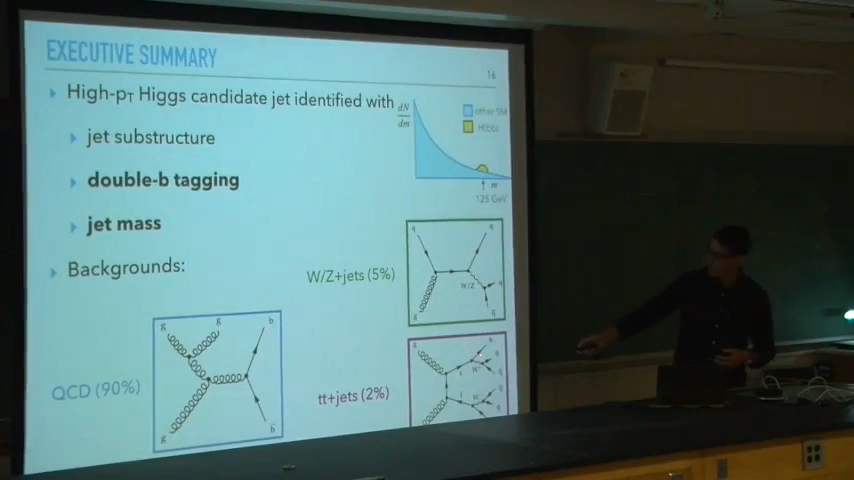 EXECUTIVE SUMMARY
16
High-pT Higgs candidate jet identified with
jet substructure
double-b tagging
jet mass
Backgrounds:
dN
dm
other SM
H(bb)
m
125 GeV
W/Z+jets (5%)
q
q
W/Z
q
g
q
QCD (90%)
g
g
b
g
b̄
tt+jets (2%)
g
t
W
t
W
q
q
q